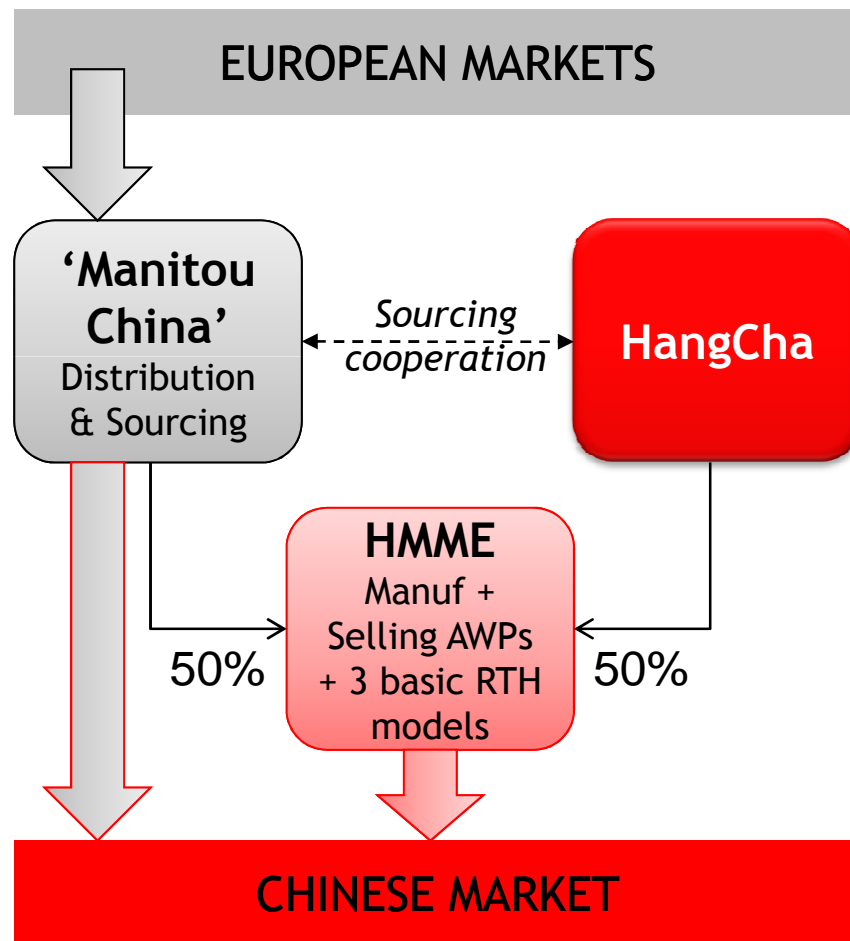 EUROPEAN MARKETS
‘Manitou
China’
Distribution
& Sourcing
Sourcing
cooperation
HangCha
HMME
Manuf +
Selling AWPs
+ 3 basic RTH
models
50%
50%
CHINESE MARKET